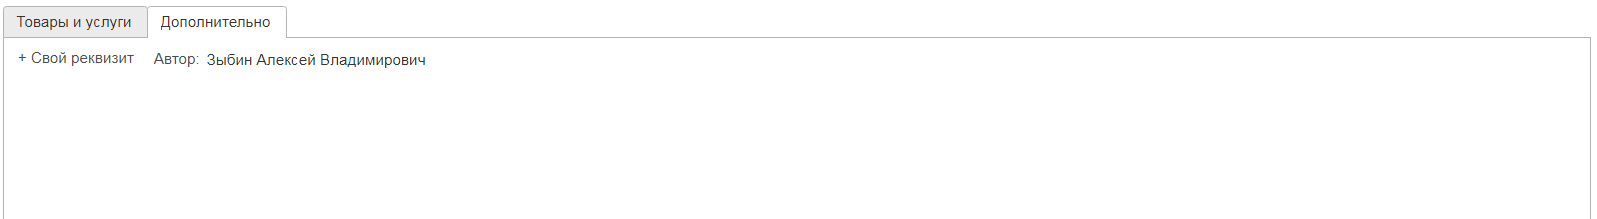 Товары и услуги Дополнительно
+ Свой реквизит Автор: Зыбин Алексей Владимирович